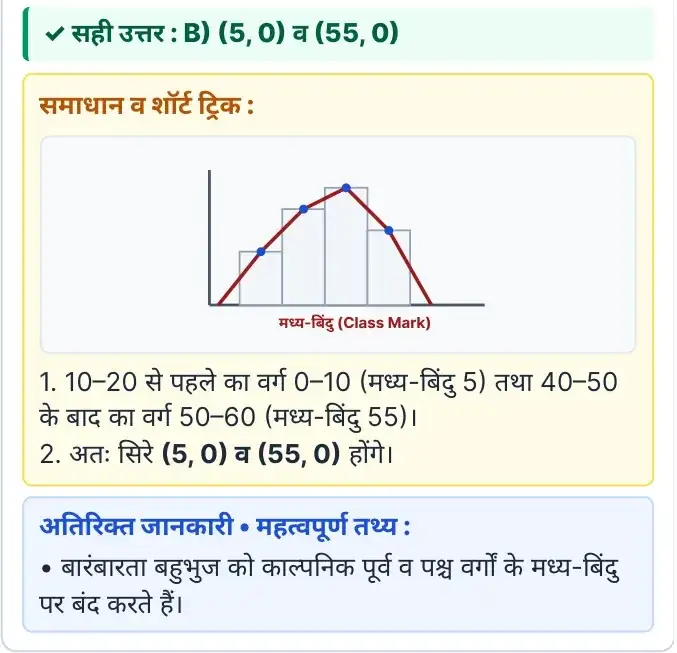 ✓ सही उत्तर : B) (5, 0) व (55, 0)
समाधान व शॉर्ट ट्रिक :
मध्य-बिंदु (Class Mark)
1. 10–20 से पहले का वर्ग 0–10 (मध्य-बिंदु 5) तथा 40–50
के बाद का वर्ग 50–60 (मध्य-बिंदु 55)।
2. अतः सिरे (5, 0) व (55, 0) होंगे।
अतिरिक्त जानकारी • महत्वपूर्ण तथ्य :
• बारंबारता बहुभुज को काल्पनिक पूर्व व पश्च वर्गों के मध्य-बिंदु
पर बंद करते हैं।